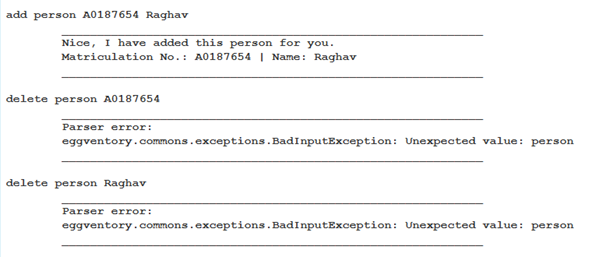 add person A0187654 Raghav
Nice, I have added this person for you.
Matriculation No.: A0187654 | Name: Raghav
delete person A0187654
Parser error:
eggventory.commons.exceptions.BadInputException: Unexpected value: person
delete person Raghav
Parser error:
eggventory.commons.exceptions.BadInputException: Unexpected value: person